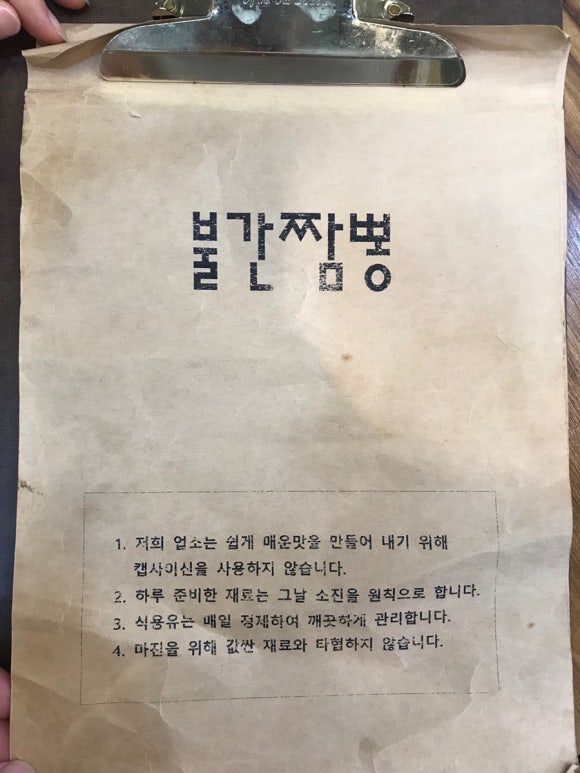 불간짬뽕
1. 저희 업소는 쉽게 매운맛을 만들어 내기 위해
캡사이신을 사용하지 않습니다.
2. 하루 준비한 재료는 그날 소진을 원칙으로 합니다.
3. 식용유는 매일 정제하여 깨끗하게 관리합니다.
4. 마진을 위해 값싼 재료와 타협하지 않습니다.